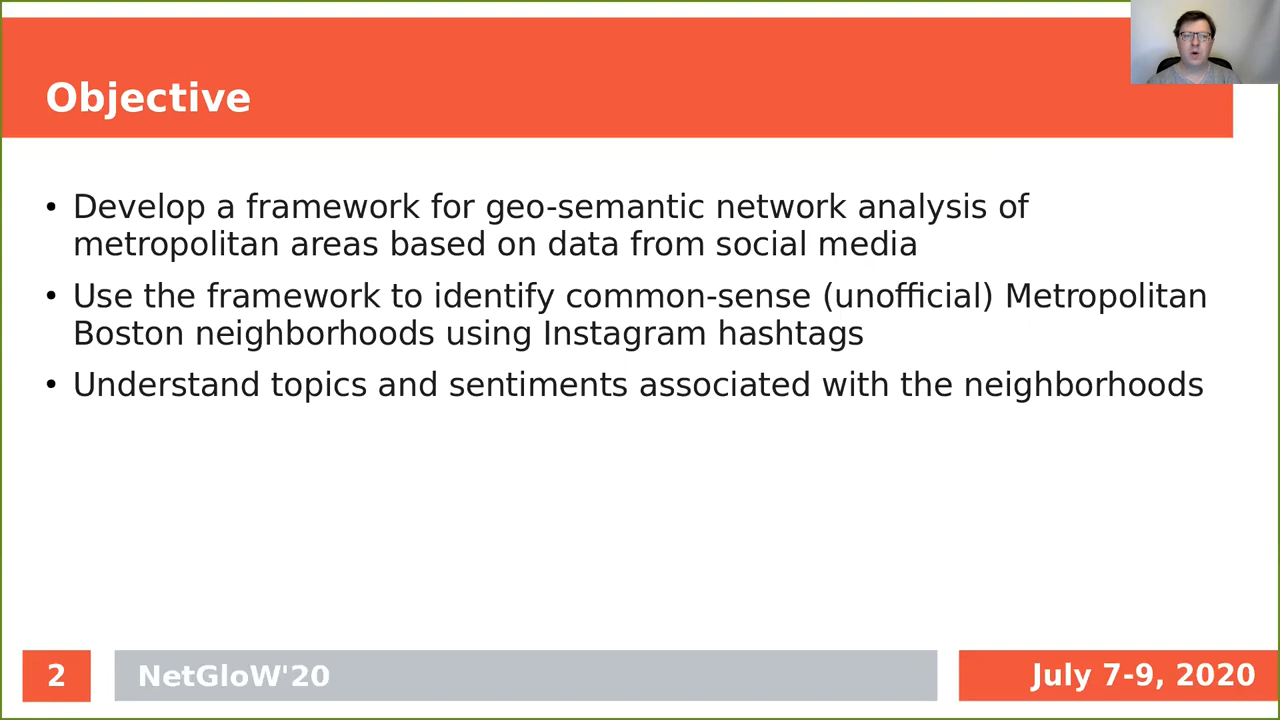 Objective
• Develop a framework for geo-semantic network analysis of
metropolitan areas based on data from social media
• Use the framework to identify common-sense (unofficial) Metropolitan
Boston neighborhoods using Instagram hashtags
• Understand topics and sentiments associated with the neighborhoods
2
NetGloW'20
July 7-9, 2020